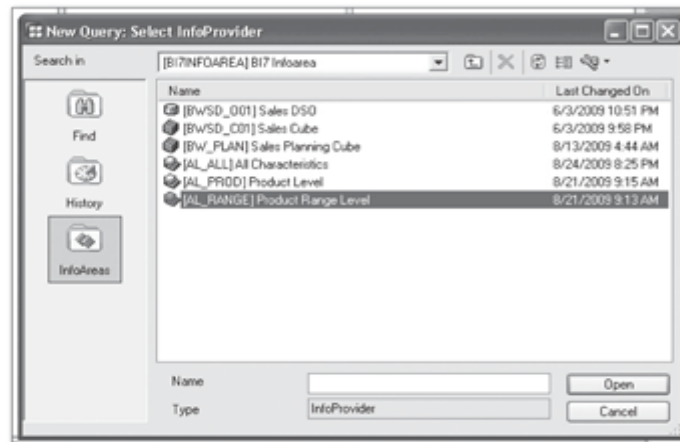 New Query: Select InfoProvider
Search in
[BI7INFOAREA] BI7 Infoarea
Find
History
InfoAreas
Name Last Changed On
[BWSD_O01] Sales DSO 6/3/2009 10:51 PM
[BWSD_C01] Sales Cube 6/3/2009 9:58 PM
[BW_PLAN] Sales Planning Cube 8/13/2009 4:44 AM
[AL_ALL] All Characteristics 8/24/2009 8:25 PM
[AL_PROD] Product Level 8/21/2009 9:15 AM
[AL_RANGE] Product Range Level 8/21/2009 9:13 AM
Name
Open
Type InfoProvider
Cancel